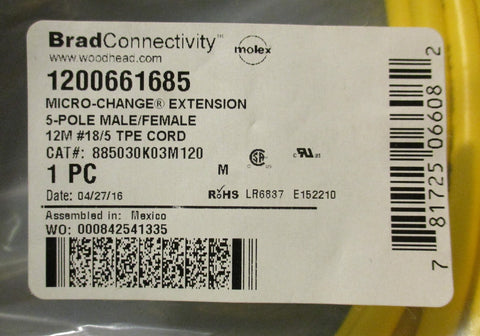 BradConnectivity™
molex
www.woodhead.com
1200661685
MICRO-CHANGE® EXTENSION
5-POLE MALE/FEMALE
12M #18/5 TPE CORD
CAT#: 885030K03M120
1 PC
M
Date: 04/27/16
RoHS LR6837 E152210
Assembled in: Mexico
WO: 000842541335
7 81725 06608 2